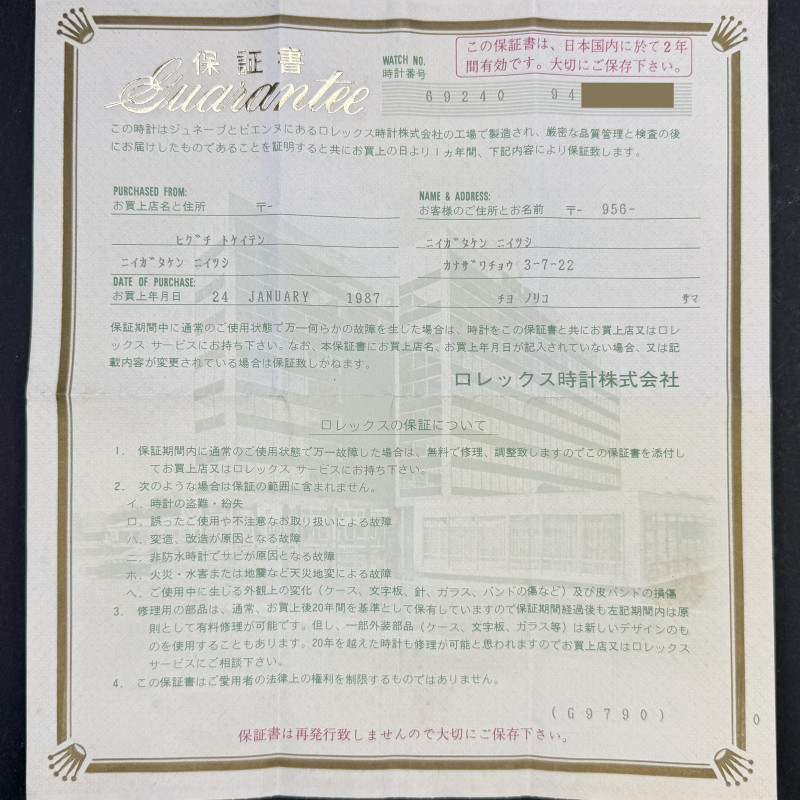 保証書
Guarantee
WATCH NO.
時計番号
この保証書は、日本国内に於て2年
間有効です。大切にご保存下さい。
69240 94
この時計はジュネーブとビエンヌにあるロレックス時計株式会社の工場で製造され、厳密な品質管理と検査の後
にお届けしたものであることを証明すると共にお買上の日より1ヵ年間、下記内容により保証致します。
PURCHASED FROM:
お買上店名と住所 〒-
ヒグチ トケイテン
ニイガタケン ニイツシ
DATE OF PURCHASE:
お買上年月日 24 JANUARY 1987
NAME & ADDRESS:
お客様のご住所とお名前 〒- 956-
ニイガタケン ニイツシ
カナザワチョウ 3-7-22
チヨ ノリコ サマ
保証期間中に通常のご使用状態で万一何らかの故障を生した場合は、時計をこの保証書と共にお買上店又はロレ
ックス サービスにお持ち下さい。なお、本保証書にお買上店名、お買上年月日が記入されていない場合、又は記
載内容が変更されている場合は保証致しかねます。
ロレックス時計株式会社
ロレックスの保証について
1. 保証期間内に通常のご使用状態で万一故障した場合は、無料で修理、調整致しますのでこの保証書を添付し
てお買上店又はロレックス サービスにお持ち下さい。
2. 次のような場合は保証の範囲に含まれません。
イ. 時計の盗難・紛失
ロ. 誤ったご使用や不注意なお取り扱いによる故障
ハ. 変造、改造が原因となる故障
ニ. 非防水時計でサビが原因となる故障
ホ. 火災・水害または地震など天災地変による故障
ヘ. ご使用中に生ずる外観上の変化(ケース、文字板、針、ガラス、バンドの傷など)及び皮バンドの損傷
3. 修理用の部品は、通常、お買上後20年間を基準として保有していますので保証期間経過後も左記期間内は原
則として有料修理が可能です。但し、一部外装部品(ケース、文字板、ガラス等)は新しいデザインのも
のを使用することもあります。20年を越えた時計も修理が可能と思われますのでお買上店又はロレックス
サービスにご相談下さい。
4. この保証書はご愛用者の法律上の権利を制限するものではありません。
(G9790)
保証書は再発行致しませんので大切にご保存下さい。
0